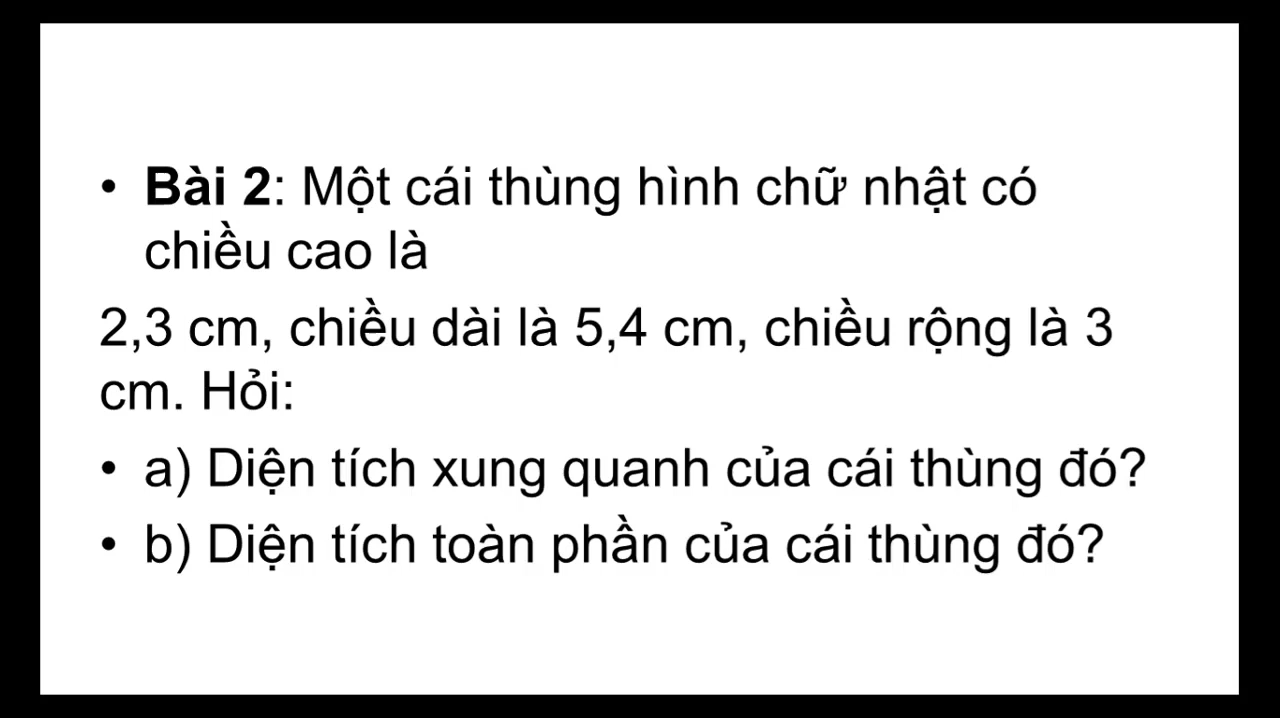 • Bài 2: Một cái thùng hình chữ nhật có
chiều cao là
2,3 cm, chiều dài là 5,4 cm, chiều rộng là 3
cm. Hỏi:
• a) Diện tích xung quanh của cái thùng đó?
• b) Diện tích toàn phần của cái thùng đó?